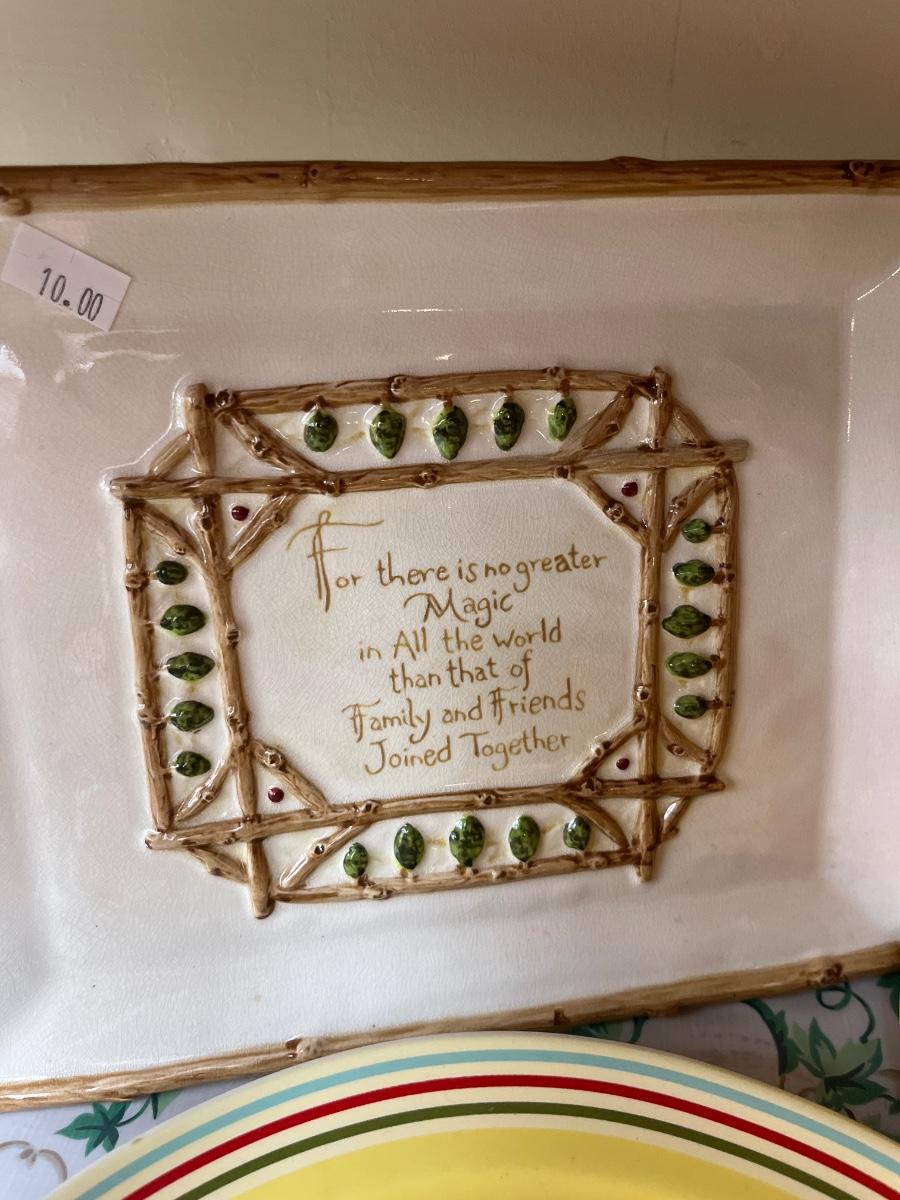 10.00
For there is no greater
Magic
in All the world
than that of
Family and Friends
Joined Together